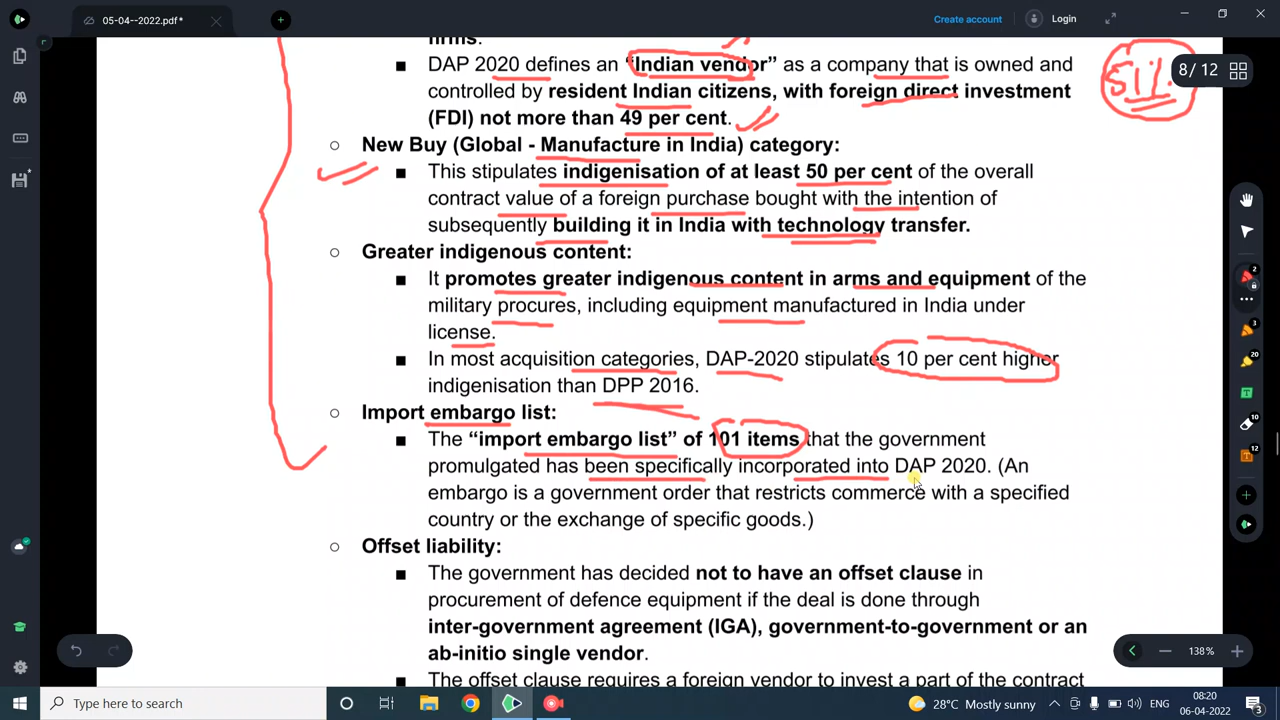 05-04--2022.pdf*
Create account
Login
firms.
■ DAP 2020 defines an “Indian vendor” as a company that is owned and
controlled by resident Indian citizens, with foreign direct investment
(FDI) not more than 49 per cent.
51%
8/12
○ New Buy (Global - Manufacture in India) category:
■ This stipulates indigenisation of at least 50 per cent of the overall
contract value of a foreign purchase bought with the intention of
subsequently building it in India with technology transfer.
○ Greater indigenous content:
■ It promotes greater indigenous content in arms and equipment of the
military procures, including equipment manufactured in India under
license.
■ In most acquisition categories, DAP-2020 stipulates 10 per cent higher
indigenisation than DPP 2016.
○ Import embargo list:
■ The “import embargo list” of 101 items that the government
promulgated has been specifically incorporated into DAP 2020. (An
embargo is a government order that restricts commerce with a specified
country or the exchange of specific goods.)
○ Offset liability:
■ The government has decided not to have an offset clause in
procurement of defence equipment if the deal is done through
inter-government agreement (IGA), government-to-government or an
ab-initio single vendor.
■ The offset clause requires a foreign vendor to invest a part of the contract
2
3
20
10
12
138%
Type here to search
28°C Mostly sunny
ENG
08:20
06-04-2022
3